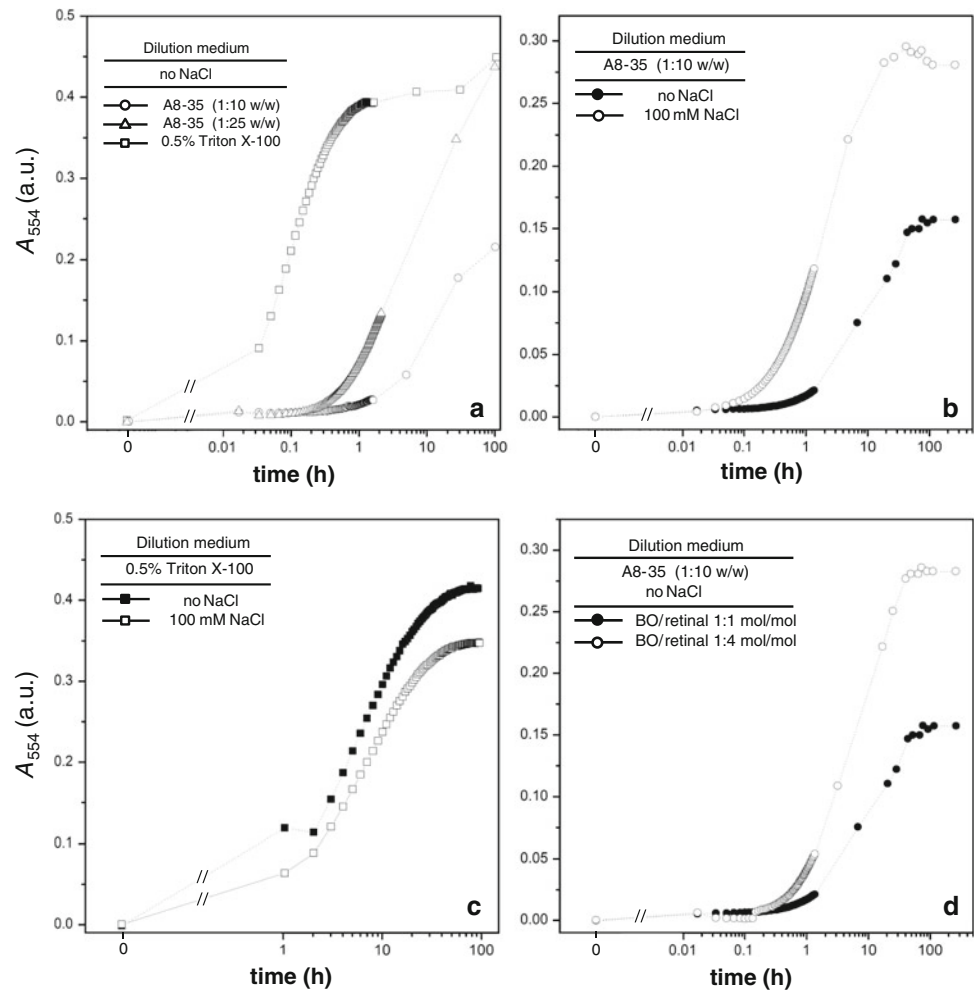 Dilution medium
no NaCl
A8-35 (1:10 w/w)
A8-35 (1:25 w/w)
0.5% Triton X-100
A554 (a.u.)
0.5
0.4
0.3
0.2
0.1
0.0
//
//
0
0.01
0.1
1
10
100
time (h)
a
Dilution medium
A8-35 (1:10 w/w)
no NaCl
100 mM NaCl
0.30
0.25
0.20
0.15
0.10
0.05
0.00
//
0
0.01
0.1
1
10
100
time (h)
b
Dilution medium
0.5% Triton X-100
no NaCl
100 mM NaCl
A554 (a.u.)
0.5
0.4
0.3
0.2
0.1
0.0
//
//
0
1
10
100
time (h)
c
Dilution medium
A8-35 (1:10 w/w)
no NaCl
BO/retinal 1:1 mol/mol
BO/retinal 1:4 mol/mol
0.30
0.25
0.20
0.15
0.10
0.05
0.00
//
0
0.01
0.1
1
10
100
time (h)
d